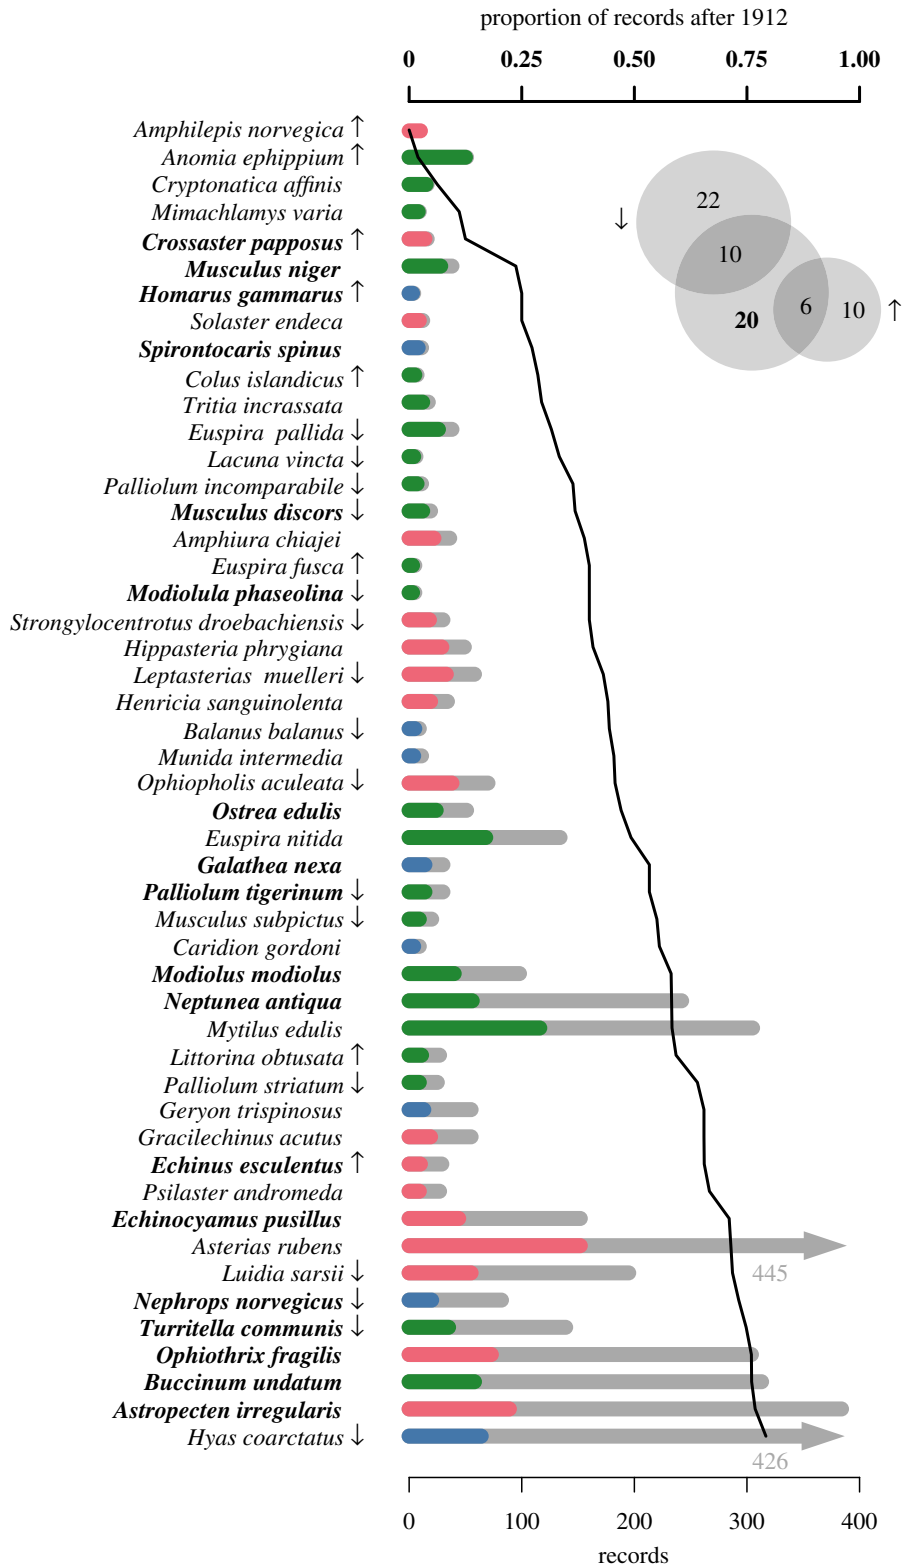 proportion of records after 1912
0 0.25 0.50 0.75 1.00
Amphilepis norvegica ↑
Anomia ephippium ↑
Cryptonatica affinis
Mimachlamys varia
Crossaster papposus ↑
Musculus niger
Homarus gammarus ↑
Solaster endeca
Spirontocaris spinus
Colus islandicus ↑
Tritia incrassata
Euspira pallida ↓
Lacuna vincta ↓
Palliolum incomparabile ↓
Musculus discors ↓
Amphiura chiajei
Euspira fusca ↑
Modiolula phaseolina ↓
Strongylocentrotus droebachiensis ↓
Hippasteria phrygiana
Leptasterias muelleri ↓
Henricia sanguinolenta
Balanus balanus ↓
Munida intermedia
Ophiopholis aculeata ↓
Ostrea edulis
Euspira nitida
Galathea nexa
Palliolum tigerinum ↓
Musculus subpictus ↓
Caridion gordoni
Modiolus modiolus
Neptunea antiqua
Mytilus edulis
Littorina obtusata ↑
Palliolum striatum ↓
Geryon trispinosus
Gracilechinus acutus
Echinus esculentus ↑
Psilaster andromeda
Echinocyamus pusillus
Asterias rubens
Luidia sarsii ↓
Nephrops norvegicus ↓
Turritella communis ↓
Ophiothrix fragilis
Buccinum undatum
Astropecten irregularis
Hyas coarctatus ↓
22
↓
10
20
6
10 ↑
445
426
0 100 200 300 400
records